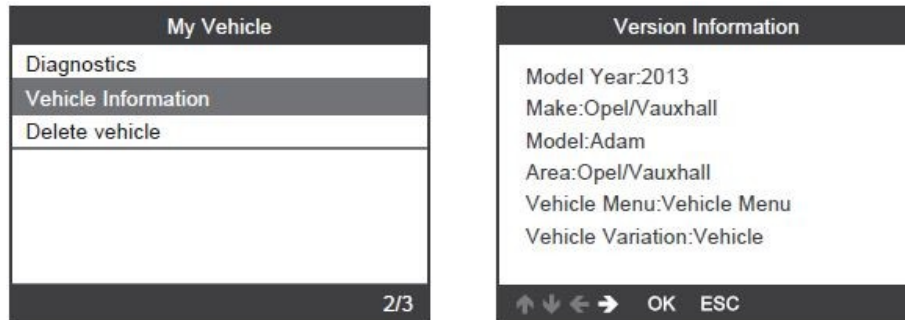 My Vehicle
Diagnostics
Vehicle Information
Delete vehicle
2/3
Version Information
Model Year:2013
Make:Opel/Vauxhall
Model:Adam
Area:Opel/Vauxhall
Vehicle Menu:Vehicle Menu
Vehicle Variation:Vehicle
OK ESC